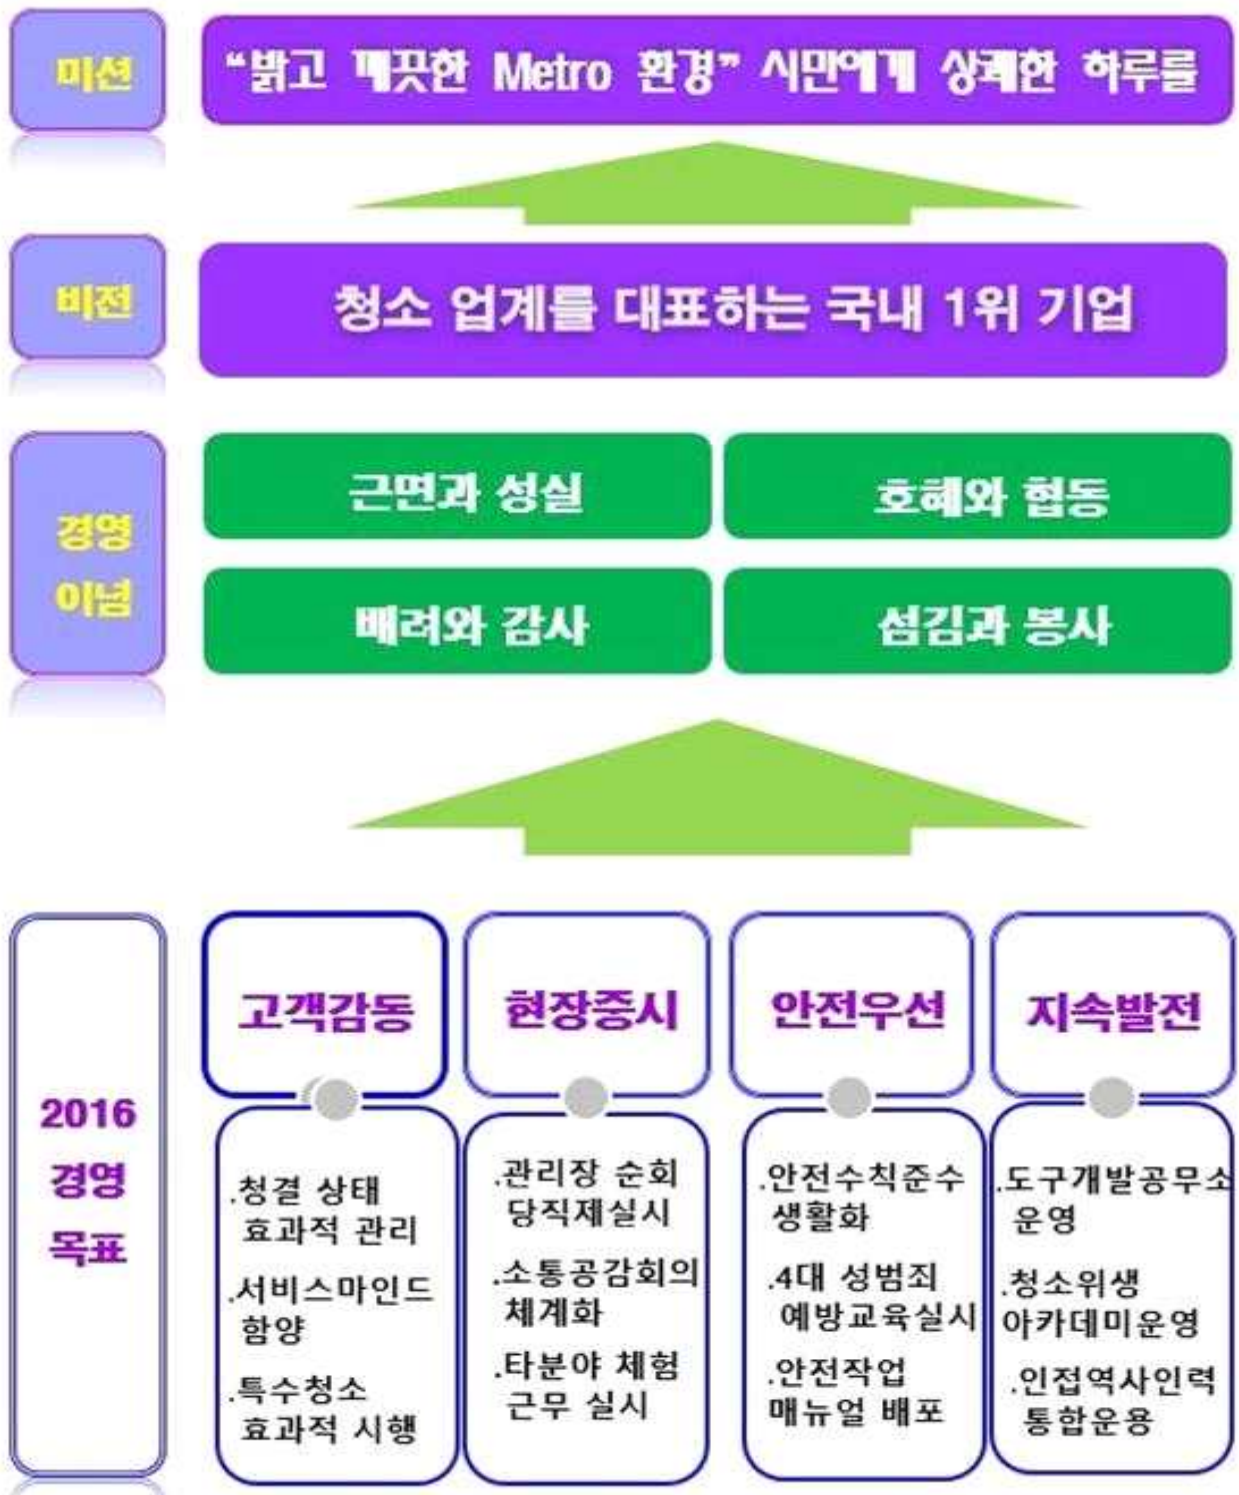 미션
“밝고 깨끗한 Metro 환경” 시만에게 상쾌한 하루를
비전
청소 업계를 대표하는 국내 1위 기업
경영
이념
근면과 성실
호혜와 협동
배려와 감사
섬김과 봉사
2016
경영
목표
고객감동
.청결 상태
효과적 관리
.서비스마인드
함양
.특수청소
효과적 시행
현장중시
.관리장 순회
당직제실시
.소통공감회의
체계화
.타분야 체험
근무 실시
안전우선
.안전수칙준수
생활화
.4대 성범죄
예방교육실시
.안전작업
매뉴얼 배포
지속발전
.도구개발공무소
운영
.청소위생
아카데미운영
.인접역사인력
통합운용